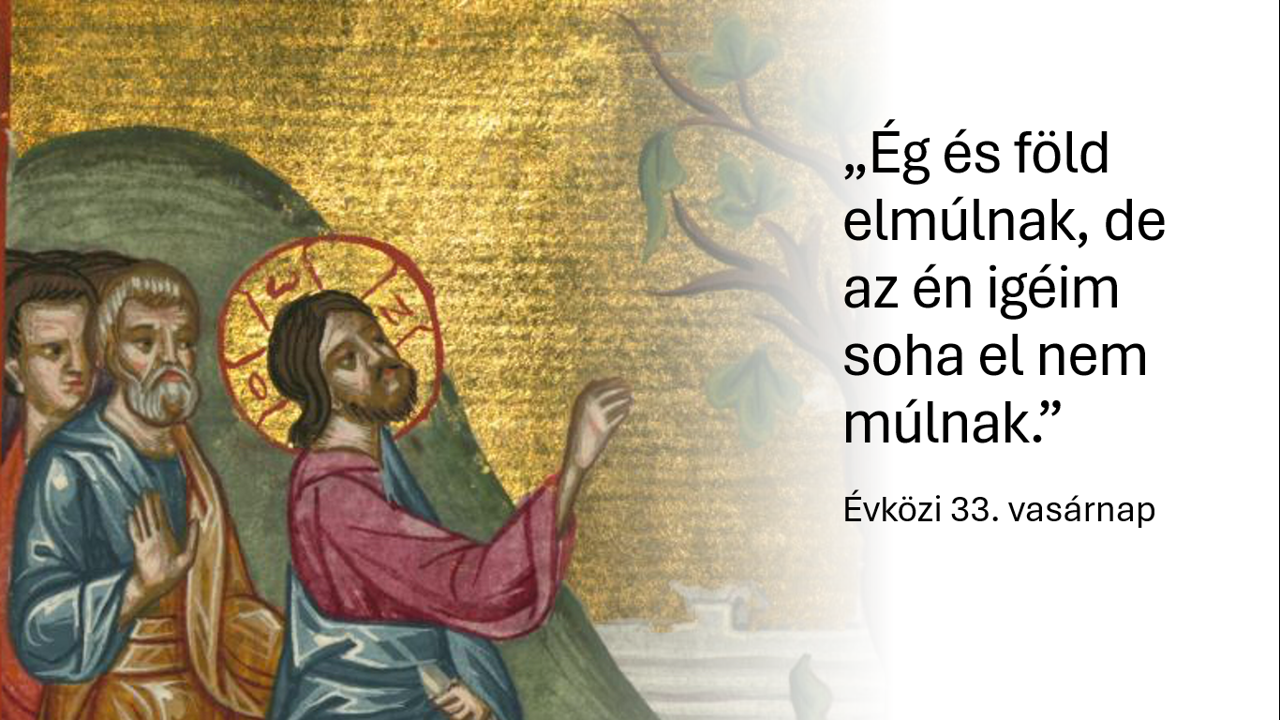 ο ω Ν
„Ég és föld
elmúlnak, de
az én igéim
soha el nem
múlnak.”
Évközi 33. vasárnap